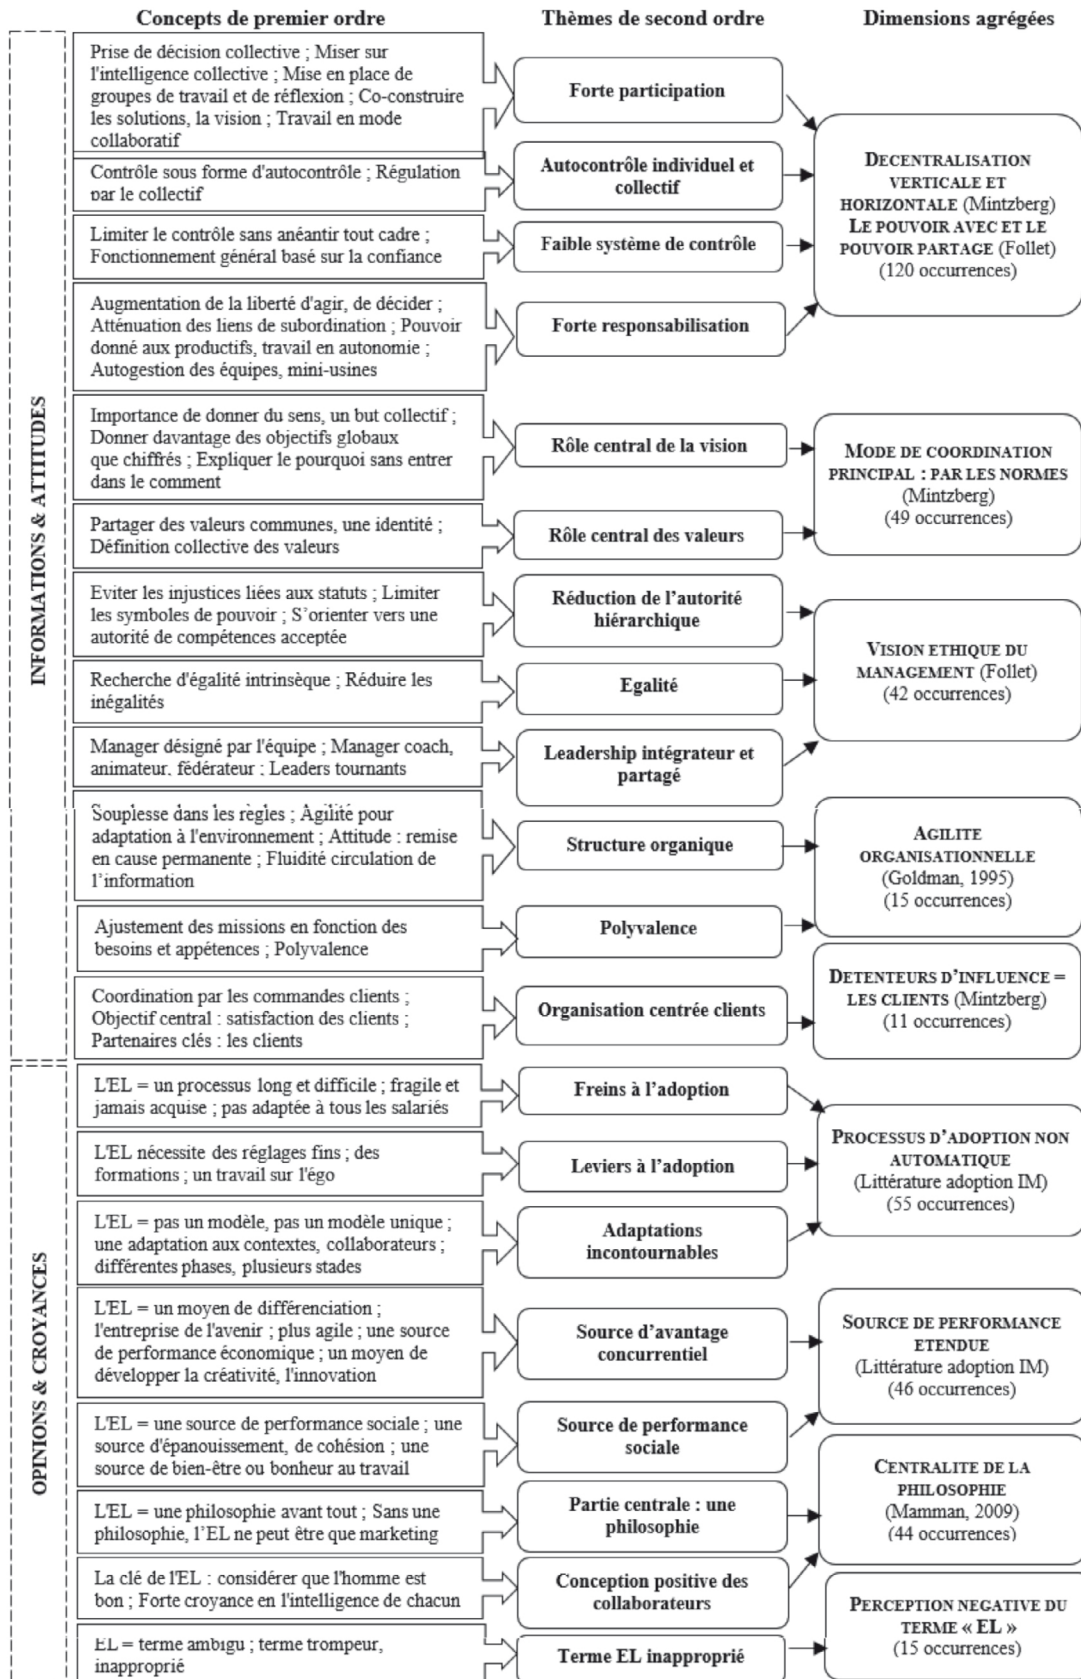 Concepts de premier ordre
Thèmes de second ordre
Dimensions agrégées
INFORMATIONS & ATTITUDES
Prise de décision collective ; Miser sur
l'intelligence collective ; Mise en place de
groupes de travail et de réflexion ; Co-construire
les solutions, la vision ; Travail en mode
collaboratif
Forte participation
Contrôle sous forme d'autocontrôle ; Régulation
par le collectif
Autocontrôle individuel et
collectif
Limiter le contrôle sans anéantir tout cadre ;
Fonctionnement général basé sur la confiance
Faible système de contrôle
Augmentation de la liberté d'agir, de décider ;
Atténuation des liens de subordination ; Pouvoir
donné aux productifs, travail en autonomie ;
Autogestion des équipes, mini-usines
Forte responsabilisation
DECENTRALISATION
VERTICALE ET
HORIZONTALE (Mintzberg)
LE POUVOIR AVEC ET LE
POUVOIR PARTAGE (Follet)
(120 occurrences)
Importance de donner du sens, un but collectif ;
Donner davantage des objectifs globaux
que chiffrés ; Expliquer le pourquoi sans entrer
dans le comment
Rôle central de la vision
Partager des valeurs communes, une identité ;
Définition collective des valeurs
Rôle central des valeurs
MODE DE COORDINATION
PRINCIPAL : PAR LES NORMES
(Mintzberg)
(49 occurrences)
Eviter les injustices liées aux statuts ; Limiter
les symboles de pouvoir ; S'orienter vers une
autorité de compétences acceptée
Réduction de l'autorité
hiérarchique
Recherche d'égalité intrinsèque ; Réduire les
inégalités
Egalité
Manager désigné par l'équipe ; Manager coach,
animateur, fédérateur ; Leaders tournants
Leadership intégrateur et
partagé
VISION ETHIQUE DU
MANAGEMENT (Follet)
(42 occurrences)
Souplesse dans les règles ; Agilité pour
adaptation à l'environnement ; Attitude : remise
en cause permanente ; Fluidité circulation de
l'information
Structure organique
Ajustement des missions en fonction des
besoins et appétences ; Polyvalence
Polyvalence
AGILITE
ORGANISATIONNELLE
(Goldman, 1995)
(15 occurrences)
Coordination par les commandes clients ;
Objectif central : satisfaction des clients ;
Partenaires clés : les clients
Organisation centrée clients
DETENTEURS D'INFLUENCE =
LES CLIENTS (Mintzberg)
(11 occurrences)
OPINIONS & CROYANCES
L'EL = un processus long et difficile ; fragile et
jamais acquise ; pas adaptée à tous les salariés
Freins à l'adoption
L'EL nécessite des réglages fins ; des
formations ; un travail sur l'égo
Leviers à l'adoption
L'EL = pas un modèle, pas un modèle unique ;
une adaptation aux contextes, collaborateurs ;
différentes phases, plusieurs stades
Adaptations
incontournables
PROCESSUS D'ADOPTION NON
AUTOMATIQUE
(Littérature adoption IM)
(55 occurrences)
L'EL = un moyen de différenciation ;
l'entreprise de l'avenir ; plus agile ; une source
de performance économique ; un moyen de
développer la créativité, l'innovation
Source d'avantage
concurrentiel
L'EL = une source de performance sociale ; une
source d'épanouissement, de cohésion ; une
source de bien-être ou bonheur au travail
Source de performance
sociale
SOURCE DE PERFORMANCE
ETENDUE
(Littérature adoption IM)
(46 occurrences)
L'EL = une philosophie avant tout ; Sans une
philosophie, l'EL ne peut être que marketing
Partie centrale : une
philosophie
La clé de l'EL : considérer que l'homme est
bon ; Forte croyance en l'intelligence de chacun
Conception positive des
collaborateurs
CENTRALITE DE LA
PHILOSOPHIE
(Mamman, 2009)
(44 occurrences)
EL = terme ambigu ; terme trompeur,
inapproprié
Terme EL inapproprié
PERCEPTION NEGATIVE DU
TERME « EL »
(15 occurrences)